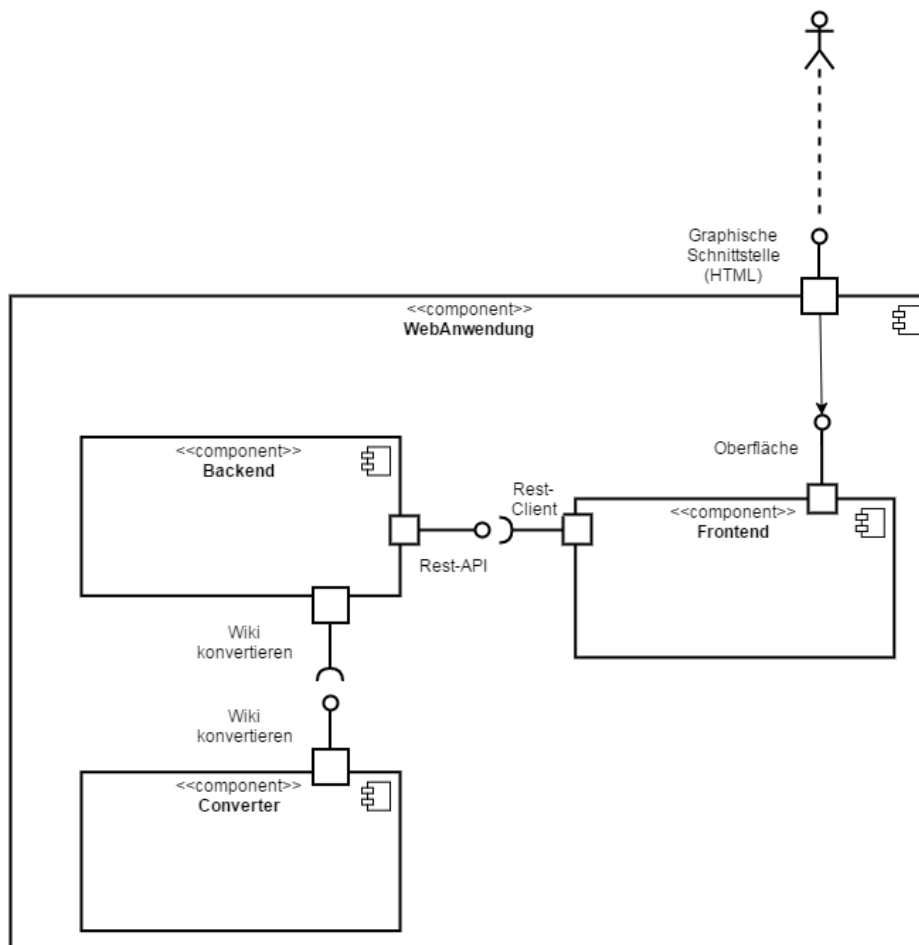 Graphische
Schnittstelle
(HTML)
<<component>>
WebAnwendung
<<component>>
Backend
Oberfläche
Rest-
Client
<<component>>
Frontend
Rest-API
Wiki
konvertieren
Wiki
konvertieren
<<component>>
Converter